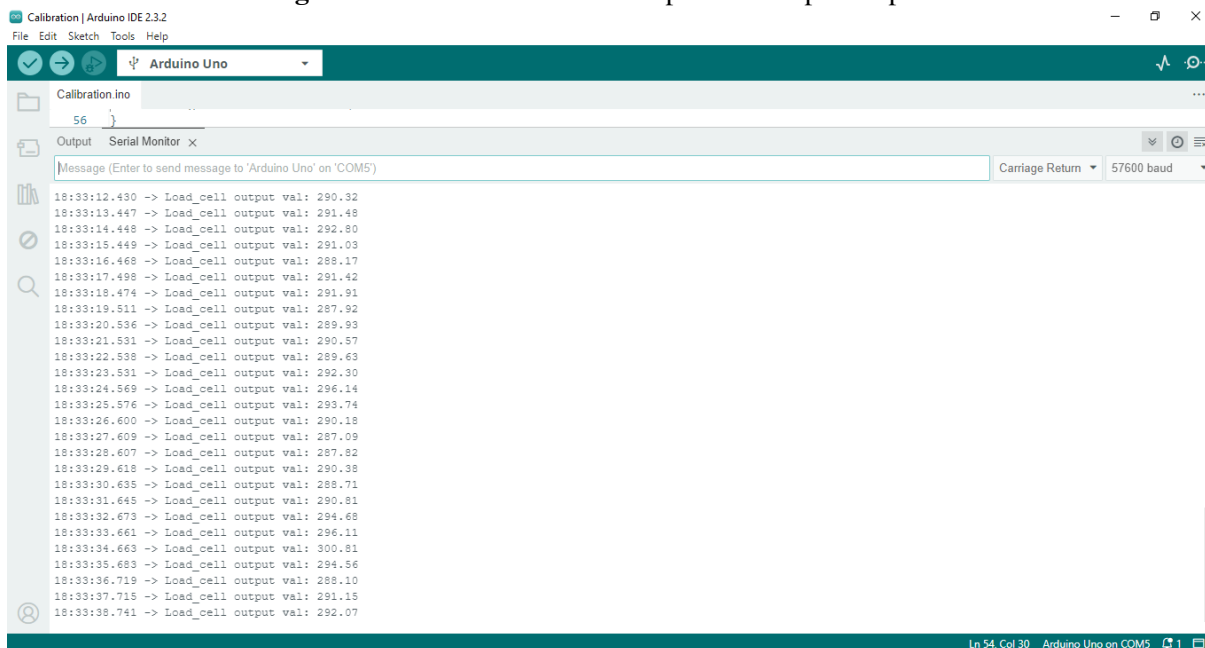 Calibration | Arduino IDE 2.3.2
File Edit Sketch Tools Help
Arduino Uno
Calibration.ino
56 }
Output Serial Monitor ×
Message (Enter to send message to 'Arduino Uno' on 'COM5') Carriage Return 57600 baud
18:33:12.430 -> Load_cell output val: 290.32
18:33:13.447 -> Load_cell output val: 291.48
18:33:14.448 -> Load_cell output val: 292.80
18:33:15.449 -> Load_cell output val: 291.03
18:33:16.468 -> Load_cell output val: 288.17
18:33:17.498 -> Load_cell output val: 291.42
18:33:18.474 -> Load_cell output val: 291.91
18:33:19.511 -> Load_cell output val: 287.92
18:33:20.536 -> Load_cell output val: 289.93
18:33:21.531 -> Load_cell output val: 290.57
18:33:22.538 -> Load_cell output val: 289.63
18:33:23.531 -> Load_cell output val: 292.30
18:33:24.569 -> Load_cell output val: 296.14
18:33:25.576 -> Load_cell output val: 293.74
18:33:26.600 -> Load_cell output val: 290.18
18:33:27.609 -> Load_cell output val: 287.09
18:33:28.607 -> Load_cell output val: 287.82
18:33:29.618 -> Load_cell output val: 290.38
18:33:30.635 -> Load_cell output val: 288.71
18:33:31.645 -> Load_cell output val: 290.81
18:33:32.673 -> Load_cell output val: 294.68
18:33:33.661 -> Load_cell output val: 296.11
18:33:34.663 -> Load_cell output val: 300.81
18:33:35.683 -> Load_cell output val: 294.56
18:33:36.719 -> Load_cell output val: 288.10
18:33:37.715 -> Load_cell output val: 291.15
18:33:38.741 -> Load_cell output val: 292.07
Ln 54, Col 30 Arduino Uno on COM5 1